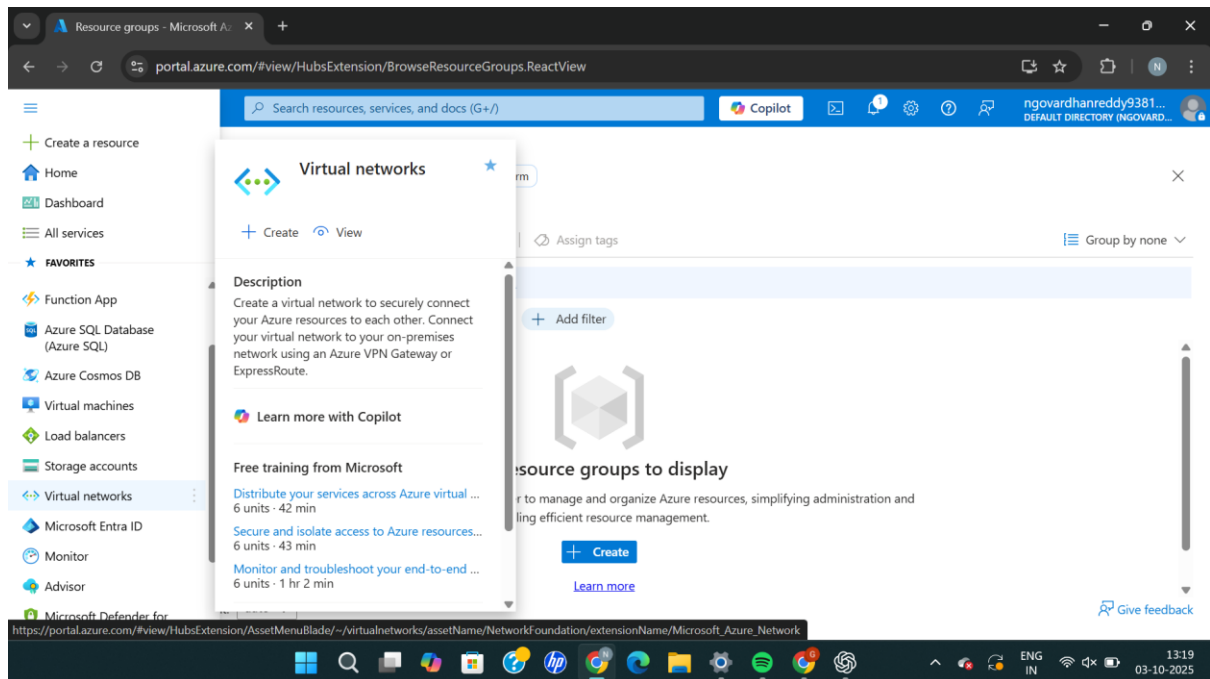 Resource groups - Microsoft Az
portal.azure.com/#view/HubsExtension/BrowseResourceGroups.ReactView
N
Search resources, services, and docs (G+/)
Copilot
1
ngovardhanreddy9381...
DEFAULT DIRECTORY (NGOVARD...
Create a resource
Home
Dashboard
All services
FAVORITES
Function App
Azure SQL Database
(Azure SQL)
Azure Cosmos DB
Virtual machines
Load balancers
Storage accounts
Virtual networks
Microsoft Entra ID
Monitor
Advisor
Microsoft Defender for
Virtual networks
Create View
Description
Create a virtual network to securely connect
your Azure resources to each other. Connect
your virtual network to your on-premises
network using an Azure VPN Gateway or
ExpressRoute.
Learn more with Copilot
Free training from Microsoft
Distribute your services across Azure virtual ...
6 units · 42 min
Secure and isolate access to Azure resources...
6 units · 43 min
Monitor and troubleshoot your end-to-end ...
6 units · 1 hr 2 min
rm
Assign tags
Group by none
Add filter
source groups to display
r to manage and organize Azure resources, simplifying administration and
ling efficient resource management.
Create
Learn more
Give feedback
https://portal.azure.com/#view/HubsExtension/AssetMenuBlade/~/virtualnetworks/assetName/NetworkFoundation/extensionName/Microsoft_Azure_Network
ENG
IN
13:19
03-10-2025